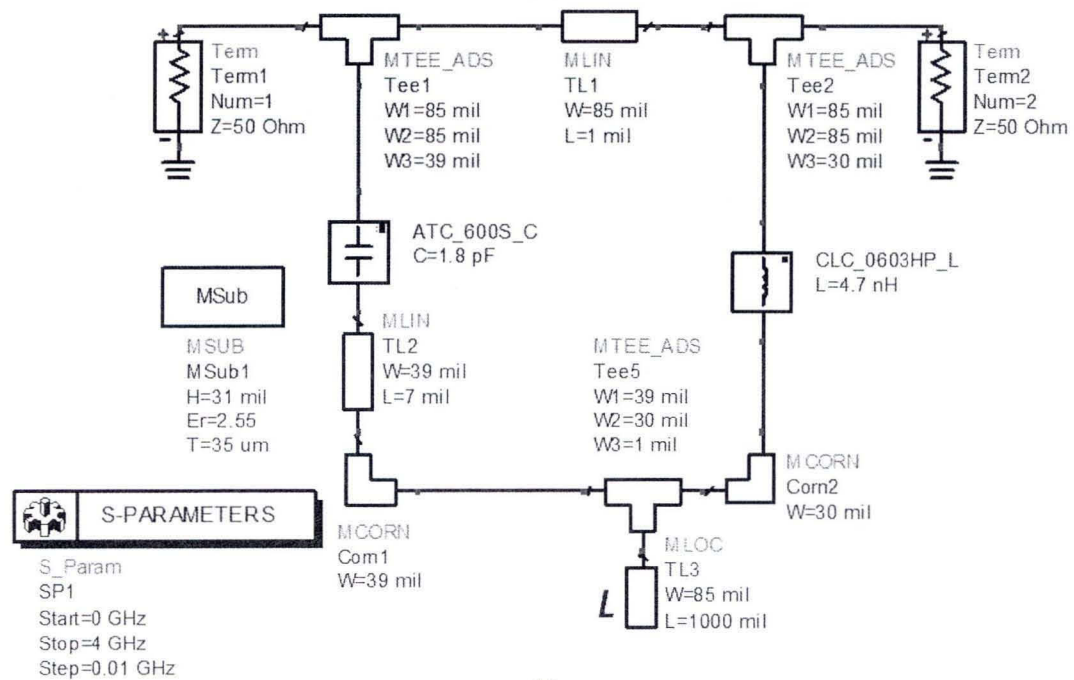 Term
Term1
Num=1
Z=50 Ohm
MTEE_ADS
Tee1
W1=85 mil
W2=85 mil
W3=39 mil
MLIN
TL1
W=85 mil
L=1 mil
MTEE_ADS
Tee2
W1=85 mil
W2=85 mil
W3=30 mil
Term
Term2
Num=2
Z=50 Ohm
ATC_600S_C
C=1.8 pF
CLC_0603HP_L
L=4.7 nH
MSub
MSUB
MSub1
H=31 mil
Er=2.55
T=35 um
MLIN
TL2
W=39 mil
L=7 mil
MTEE_ADS
Tee5
W1=39 mil
W2=30 mil
W3=1 mil
MCORN
Corn2
W=30 mil
S-PARAMETERS
S_Param
SP1
Start=0 GHz
Stop=4 GHz
Step=0.01 GHz
MCORN
Corn1
W=39 mil
L
MLOC
TL3
W=85 mil
L=1000 mil